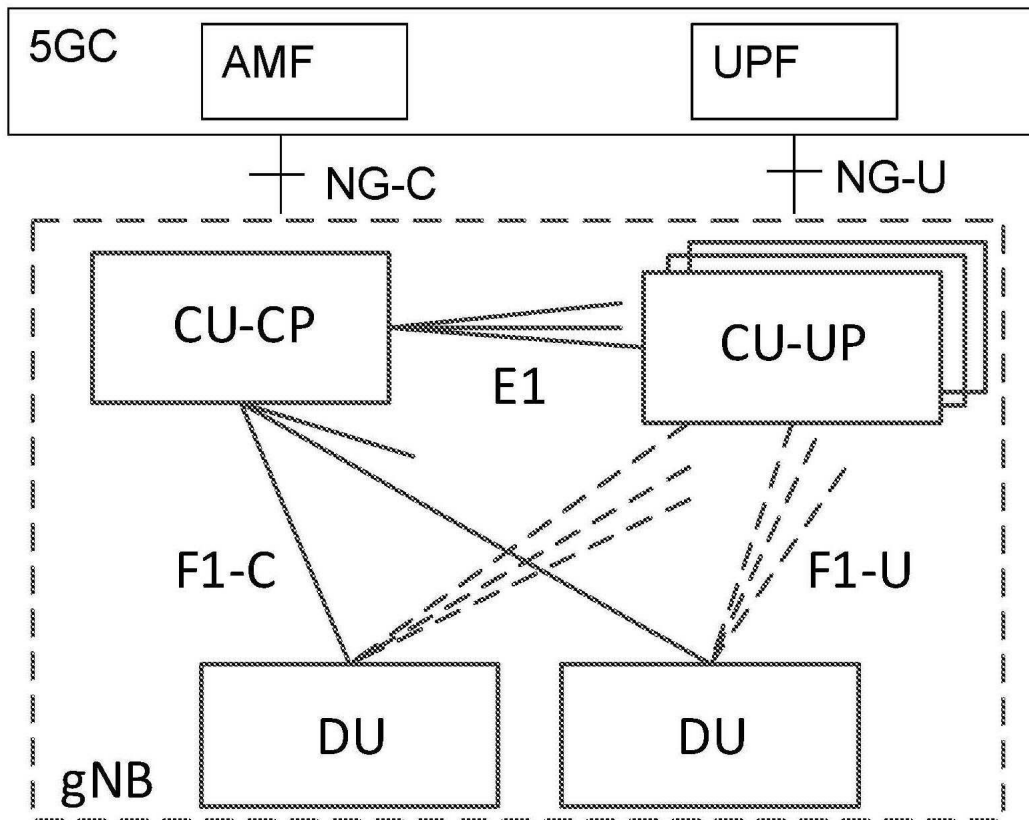 5GC
AMF
UPF
NG-C
NG-U
CU-CP
CU-UP
E1
F1-C
F1-U
DU
DU
gNB